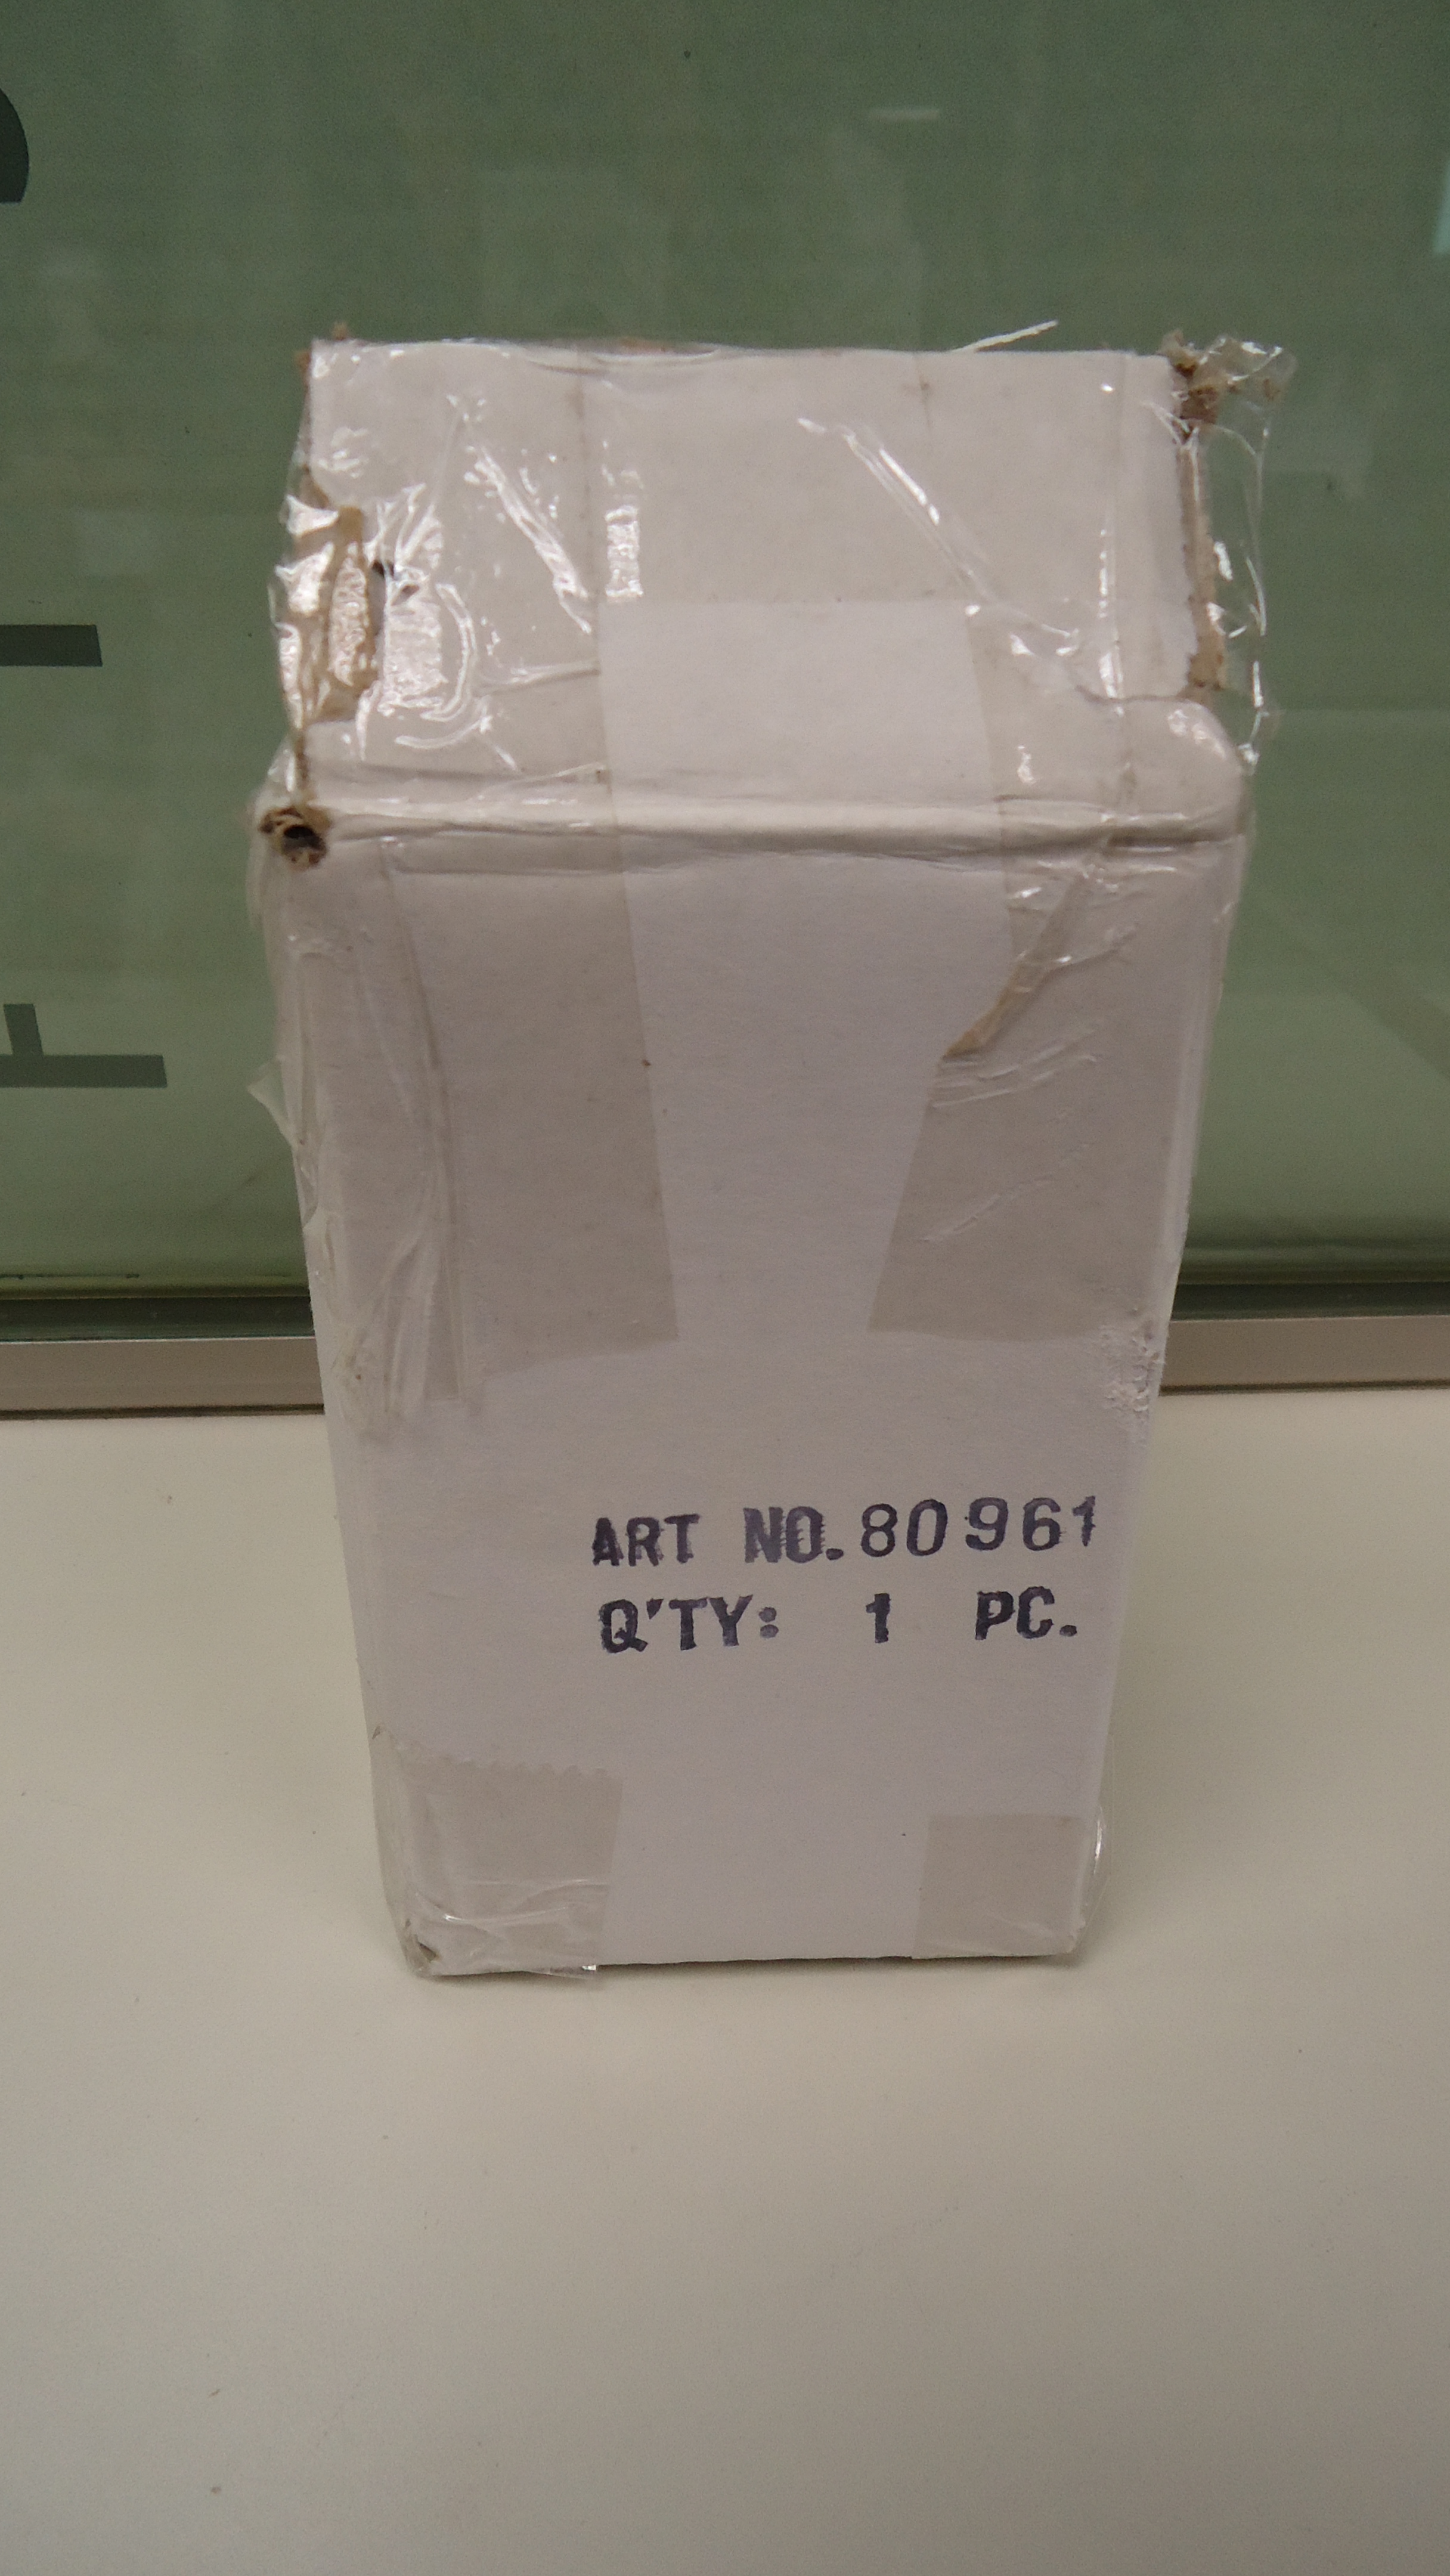 ART NO.80961
Q'TY: 1 PC.